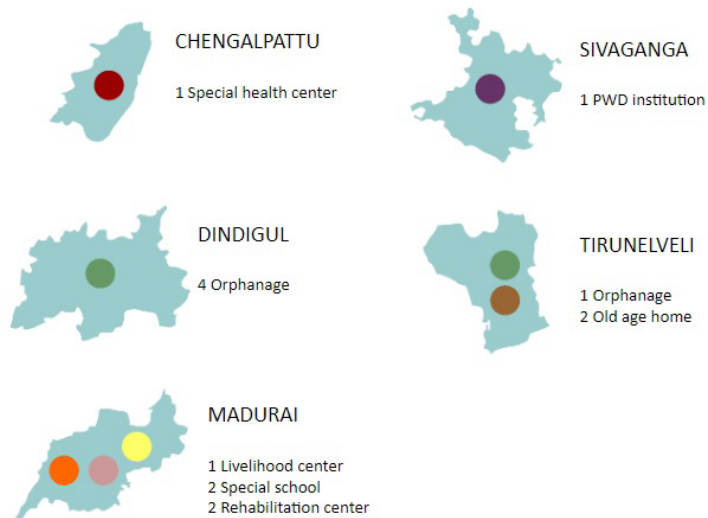 CHENGALPATTU
1 Special health center
SIVAGANGA
1 PWD institution
DINDIGUL
4 Orphanage
TIRUNELVELI
1 Orphanage
2 Old age home
MADURAI
1 Livelihood center
2 Special school
2 Rehabilitation center